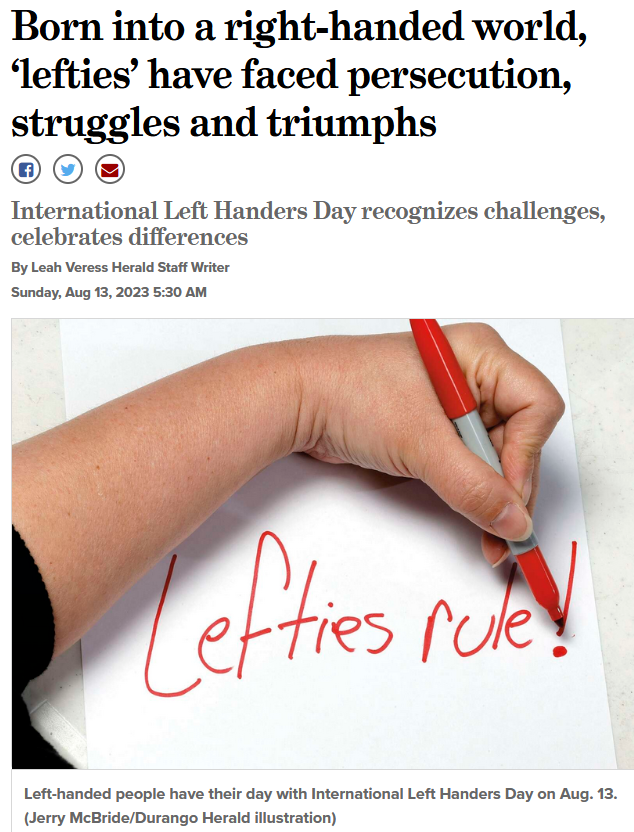 Born into a right-handed world,
‘lefties’ have faced persecution,
struggles and triumphs
International Left Handers Day recognizes challenges,
celebrates differences
By Leah Veress Herald Staff Writer
Sunday, Aug 13, 2023 5:30 AM
Lefties rule!
Left-handed people have their day with International Left Handers Day on Aug. 13.
(Jerry McBride/Durango Herald illustration)